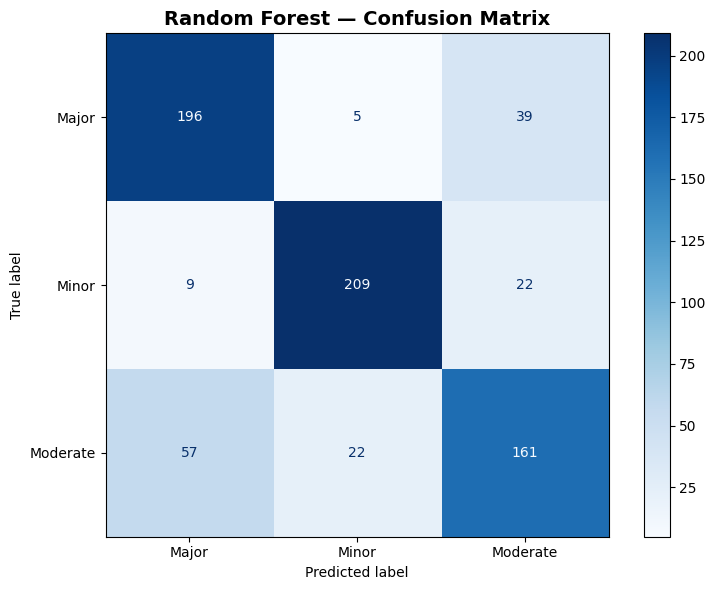 Random Forest — Confusion Matrix
True label
Major
196
5
39
Minor
9
209
22
Moderate
57
22
161
Major
Minor
Moderate
Predicted label
200
175
150
125
100
75
50
25